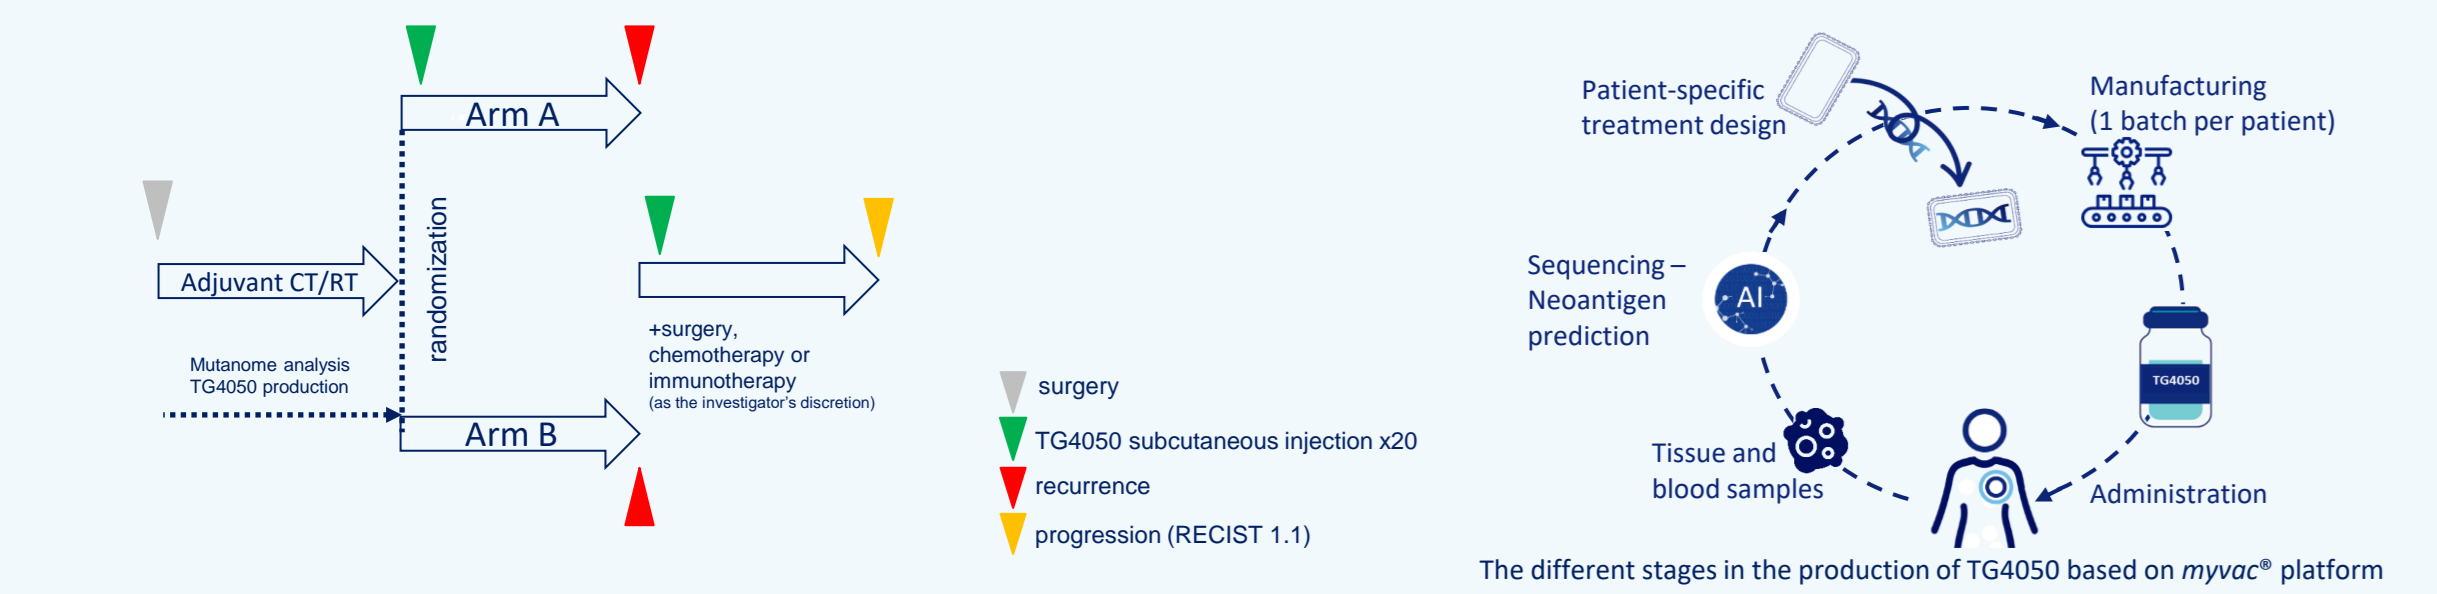 Arm A
randomization
Adjuvant CT/RT
Mutanome analysis
TG4050 production
Arm B
+surgery,
chemotherapy or
immunotherapy
(as the investigator's discretion)
surgery
TG4050 subcutaneous injection x20
recurrence
progression (RECIST 1.1)
Patient-specific
treatment design
Manufacturing
(1 batch per patient)
Sequencing –
Neoantigen
prediction
AI
TG4050
Tissue and
blood samples
Administration
The different stages in the production of TG4050 based on myvac® platform